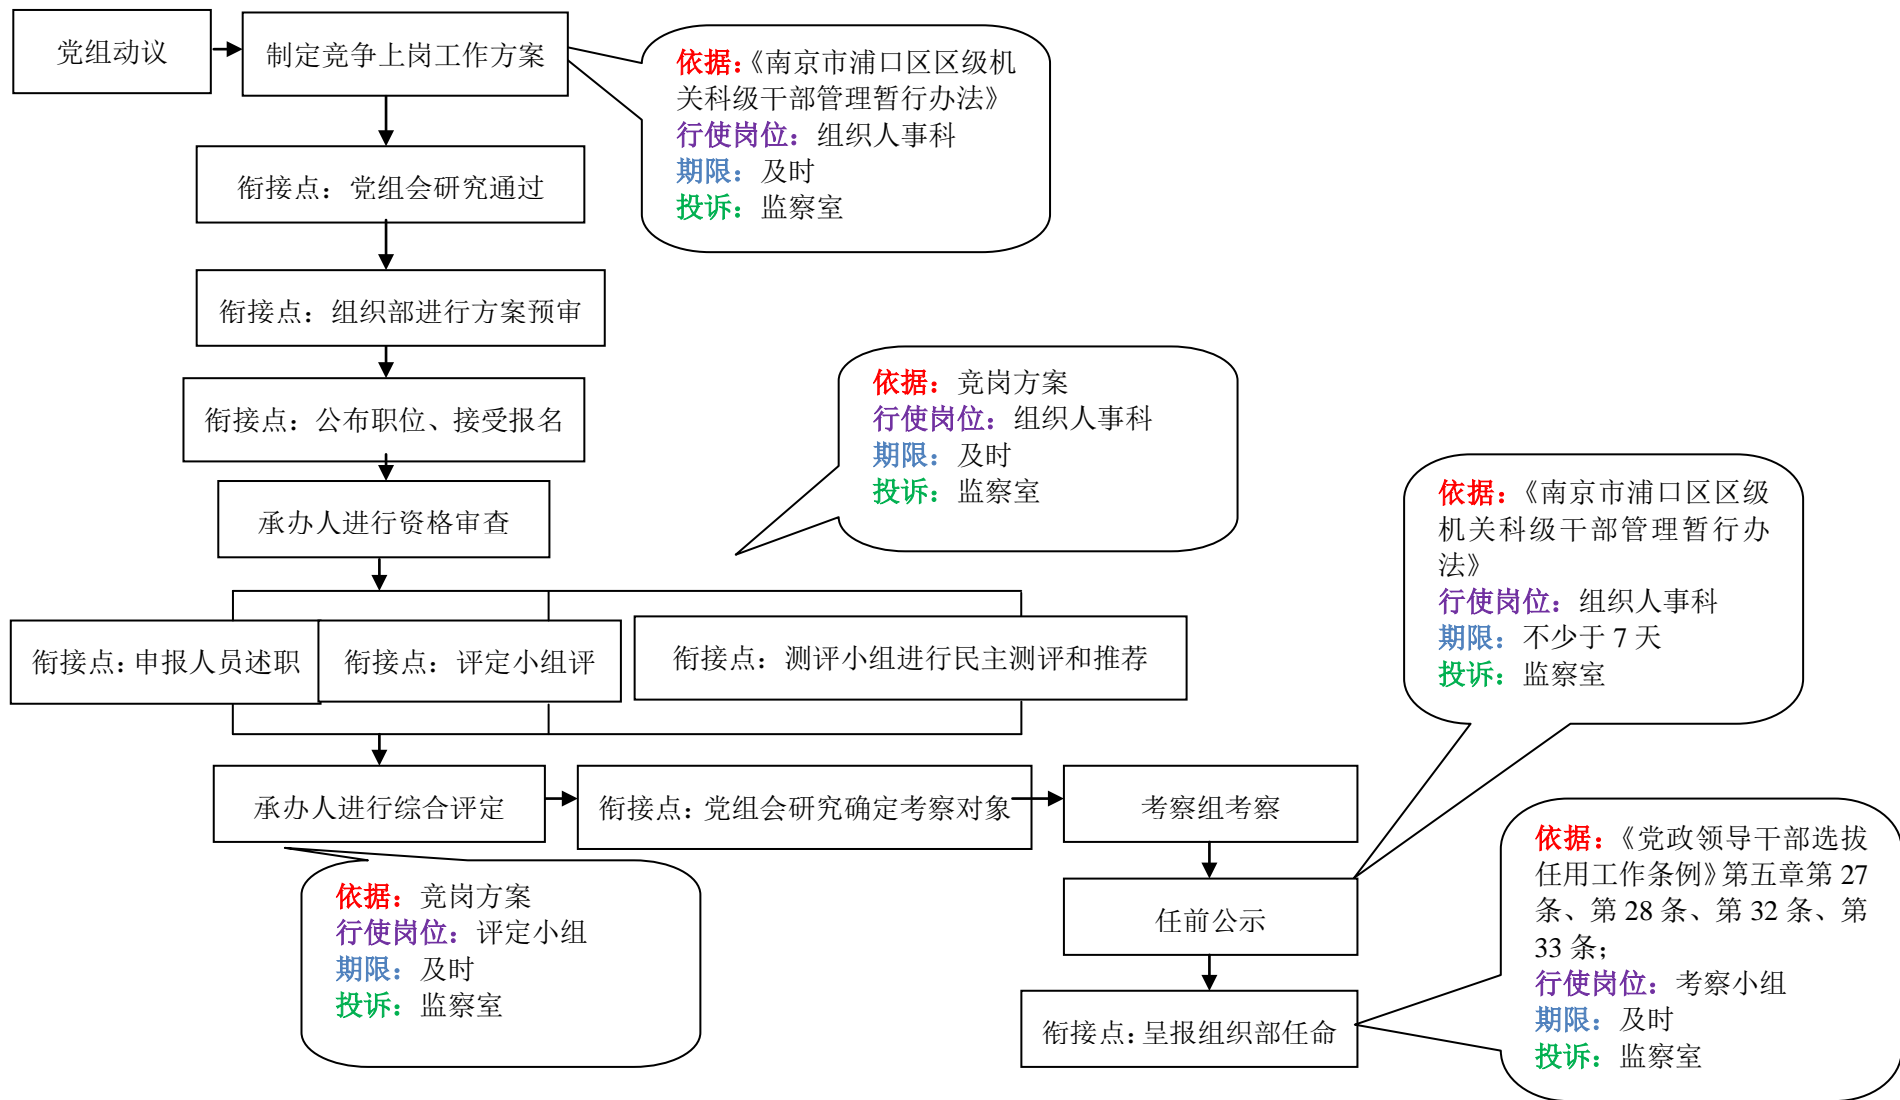 党组动议
制定竞争上岗工作方案
依据：《南京市浦口区区级机
关科级干部管理暂行办法》
行使岗位：组织人事科
期限：及时
投诉：监察室
衔接点：党组会研究通过
衔接点：组织部进行方案预审
衔接点：公布职位、接受报名
依据：竞岗方案
行使岗位：组织人事科
期限：及时
投诉：监察室
承办人进行资格审查
衔接点：申报人员述职
衔接点：评定小组评
衔接点：测评小组进行民主测评和推荐
依据：《南京市浦口区区级
机关科级干部管理暂行办
法》
行使岗位：组织人事科
期限：不少于 7 天
投诉：监察室
承办人进行综合评定
衔接点：党组会研究确定考察对象
考察组考察
依据：竞岗方案
行使岗位：评定小组
期限：及时
投诉：监察室
任前公示
衔接点：呈报组织部任命
依据：《党政领导干部选拔
任用工作条例》第五章第 27
条、第 28 条、第 32 条、第
33 条；
行使岗位：考察小组
期限：及时
投诉：监察室